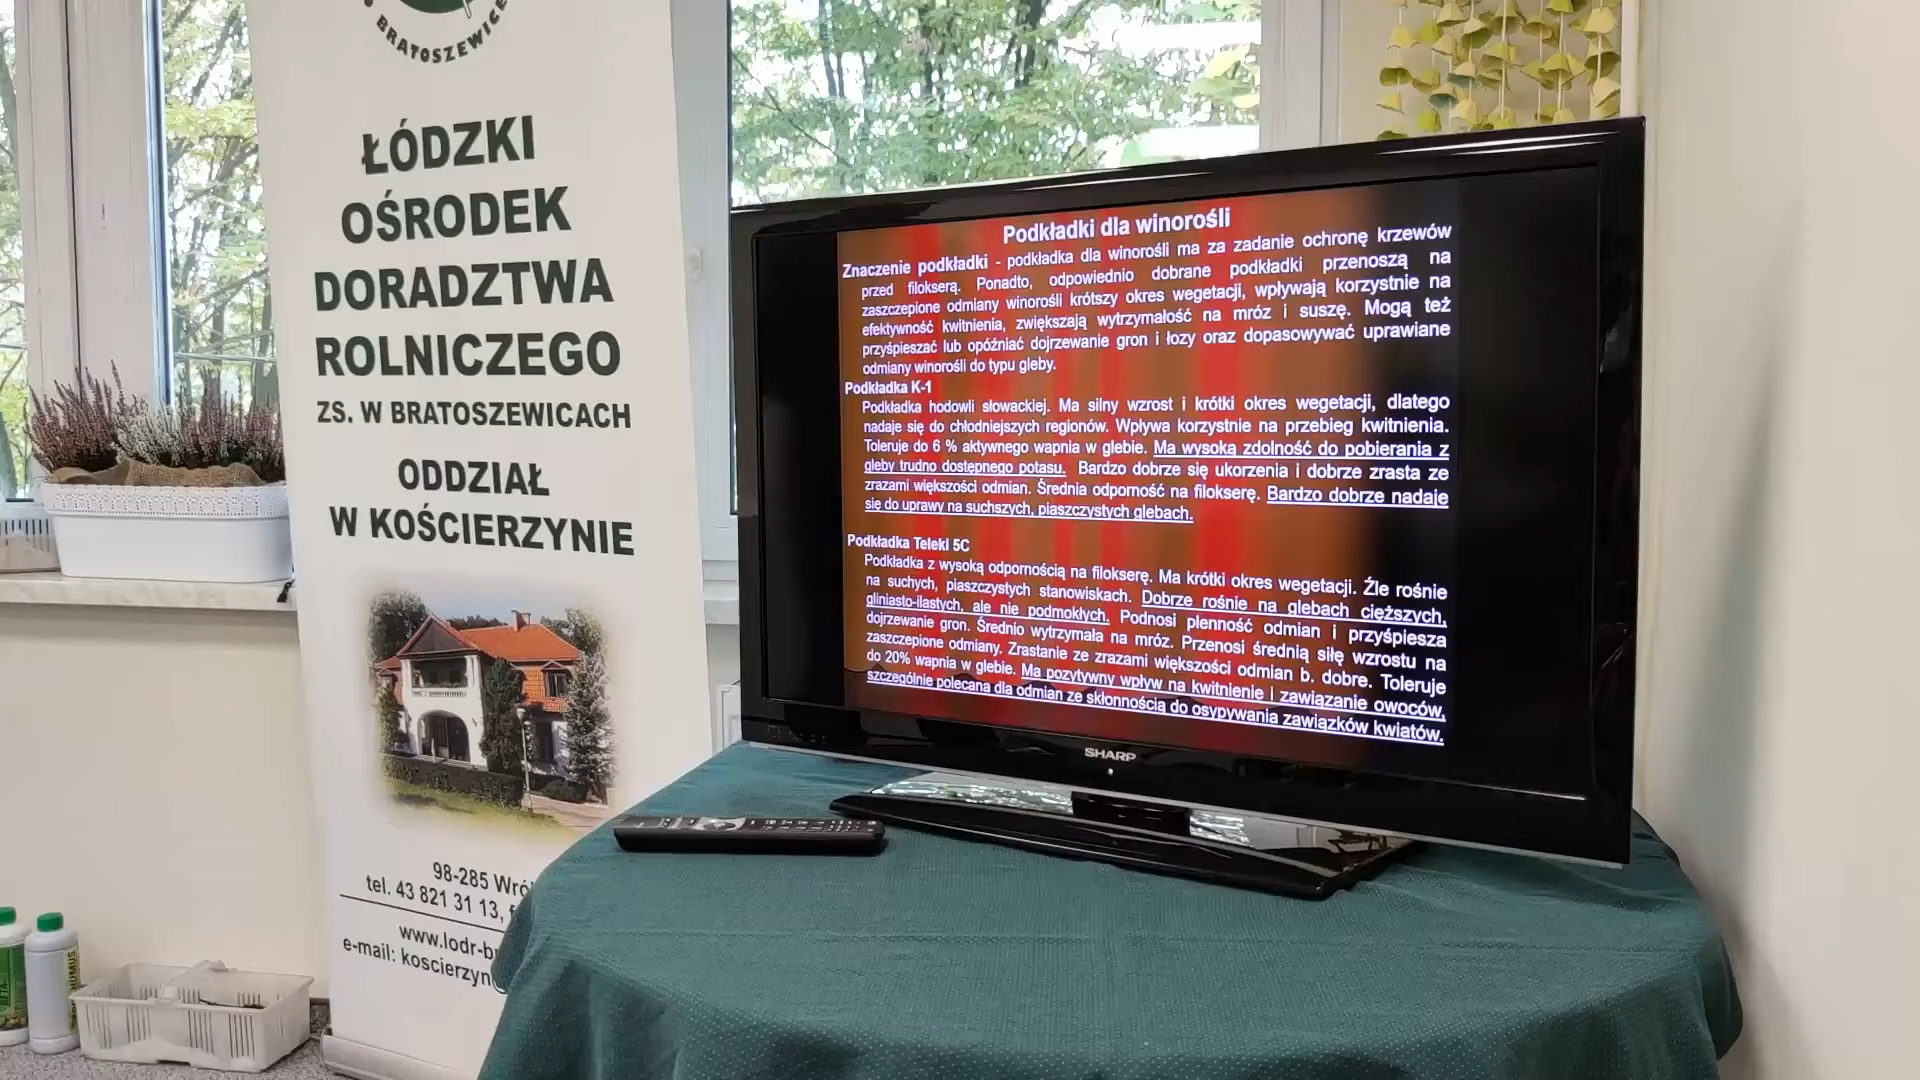 BRATOSZEWICE
ŁÓDZKI
OŚRODEK
DORADZTWA
ROLNICZEGO
ZS. W BRATOSZEWICACH
ODDZIAŁ
W KOŚCIERZYNIE
98-285
tel. 43 821 31 13,
e-mail:
Podkładki dla winorośli
Znaczenie podkładki - podkładka dla winorośli ma za zadanie ochronę krzewów
przed filokserą. Ponadto, odpowiednio dobrane podkładki przenoszą na
zaszczepione odmiany winorośli krótszy okres wegetacji, wpływają korzystnie na
efektywność kwitnienia, zwiększają wytrzymałość na mróz i suszę. Mogą też
przyśpieszać lub opóźniać dojrzewanie gron i łozy oraz dopasowywać uprawiane
odmiany winorośli do typu gleby.
Podkładka K-1
Podkładka hodowli słowackiej. Ma silny wzrost i krótki okres wegetacji, dlatego
nadaje się do chłodniejszych regionów. Wpływa korzystnie na przebieg kwitnienia.
Toleruje do 6 % aktywnego wapnia w glebie. Ma wysoką zdolność do pobierania z
gleby trudno dostępnego potasu. Bardzo dobrze się ukorzenia i dobrze zrasta ze
zrazami większości odmian. Średnia odporność na filokserę. Bardzo dobrze nadaje
się do uprawy na suchszych, piaszczystych glebach.
Podkładka Teleki 5C
Podkładka z wysoką odpornością na filokserę. Ma krótki okres wegetacji. Źle rośnie
na suchych, piaszczystych stanowiskach. Dobrze rośnie na glebach cięższych,
gliniasto-ilastych, ale nie podmokłych. Podnosi plenność odmian i przyśpiesza
dojrzewanie gron. Średnio wytrzymała na mróz. Przenosi średnią siłę wzrostu na
zaszczepione odmiany. Zrastanie ze zrazami większości odmian b. dobre. Toleruje
do 20% wapnia w glebie. Ma pozytywny wpływ na kwitnienie i zawiązanie owoców,
szczególnie polecana dla odmian ze skłonnością do osypywania zawiązków kwiatów.
SHARP